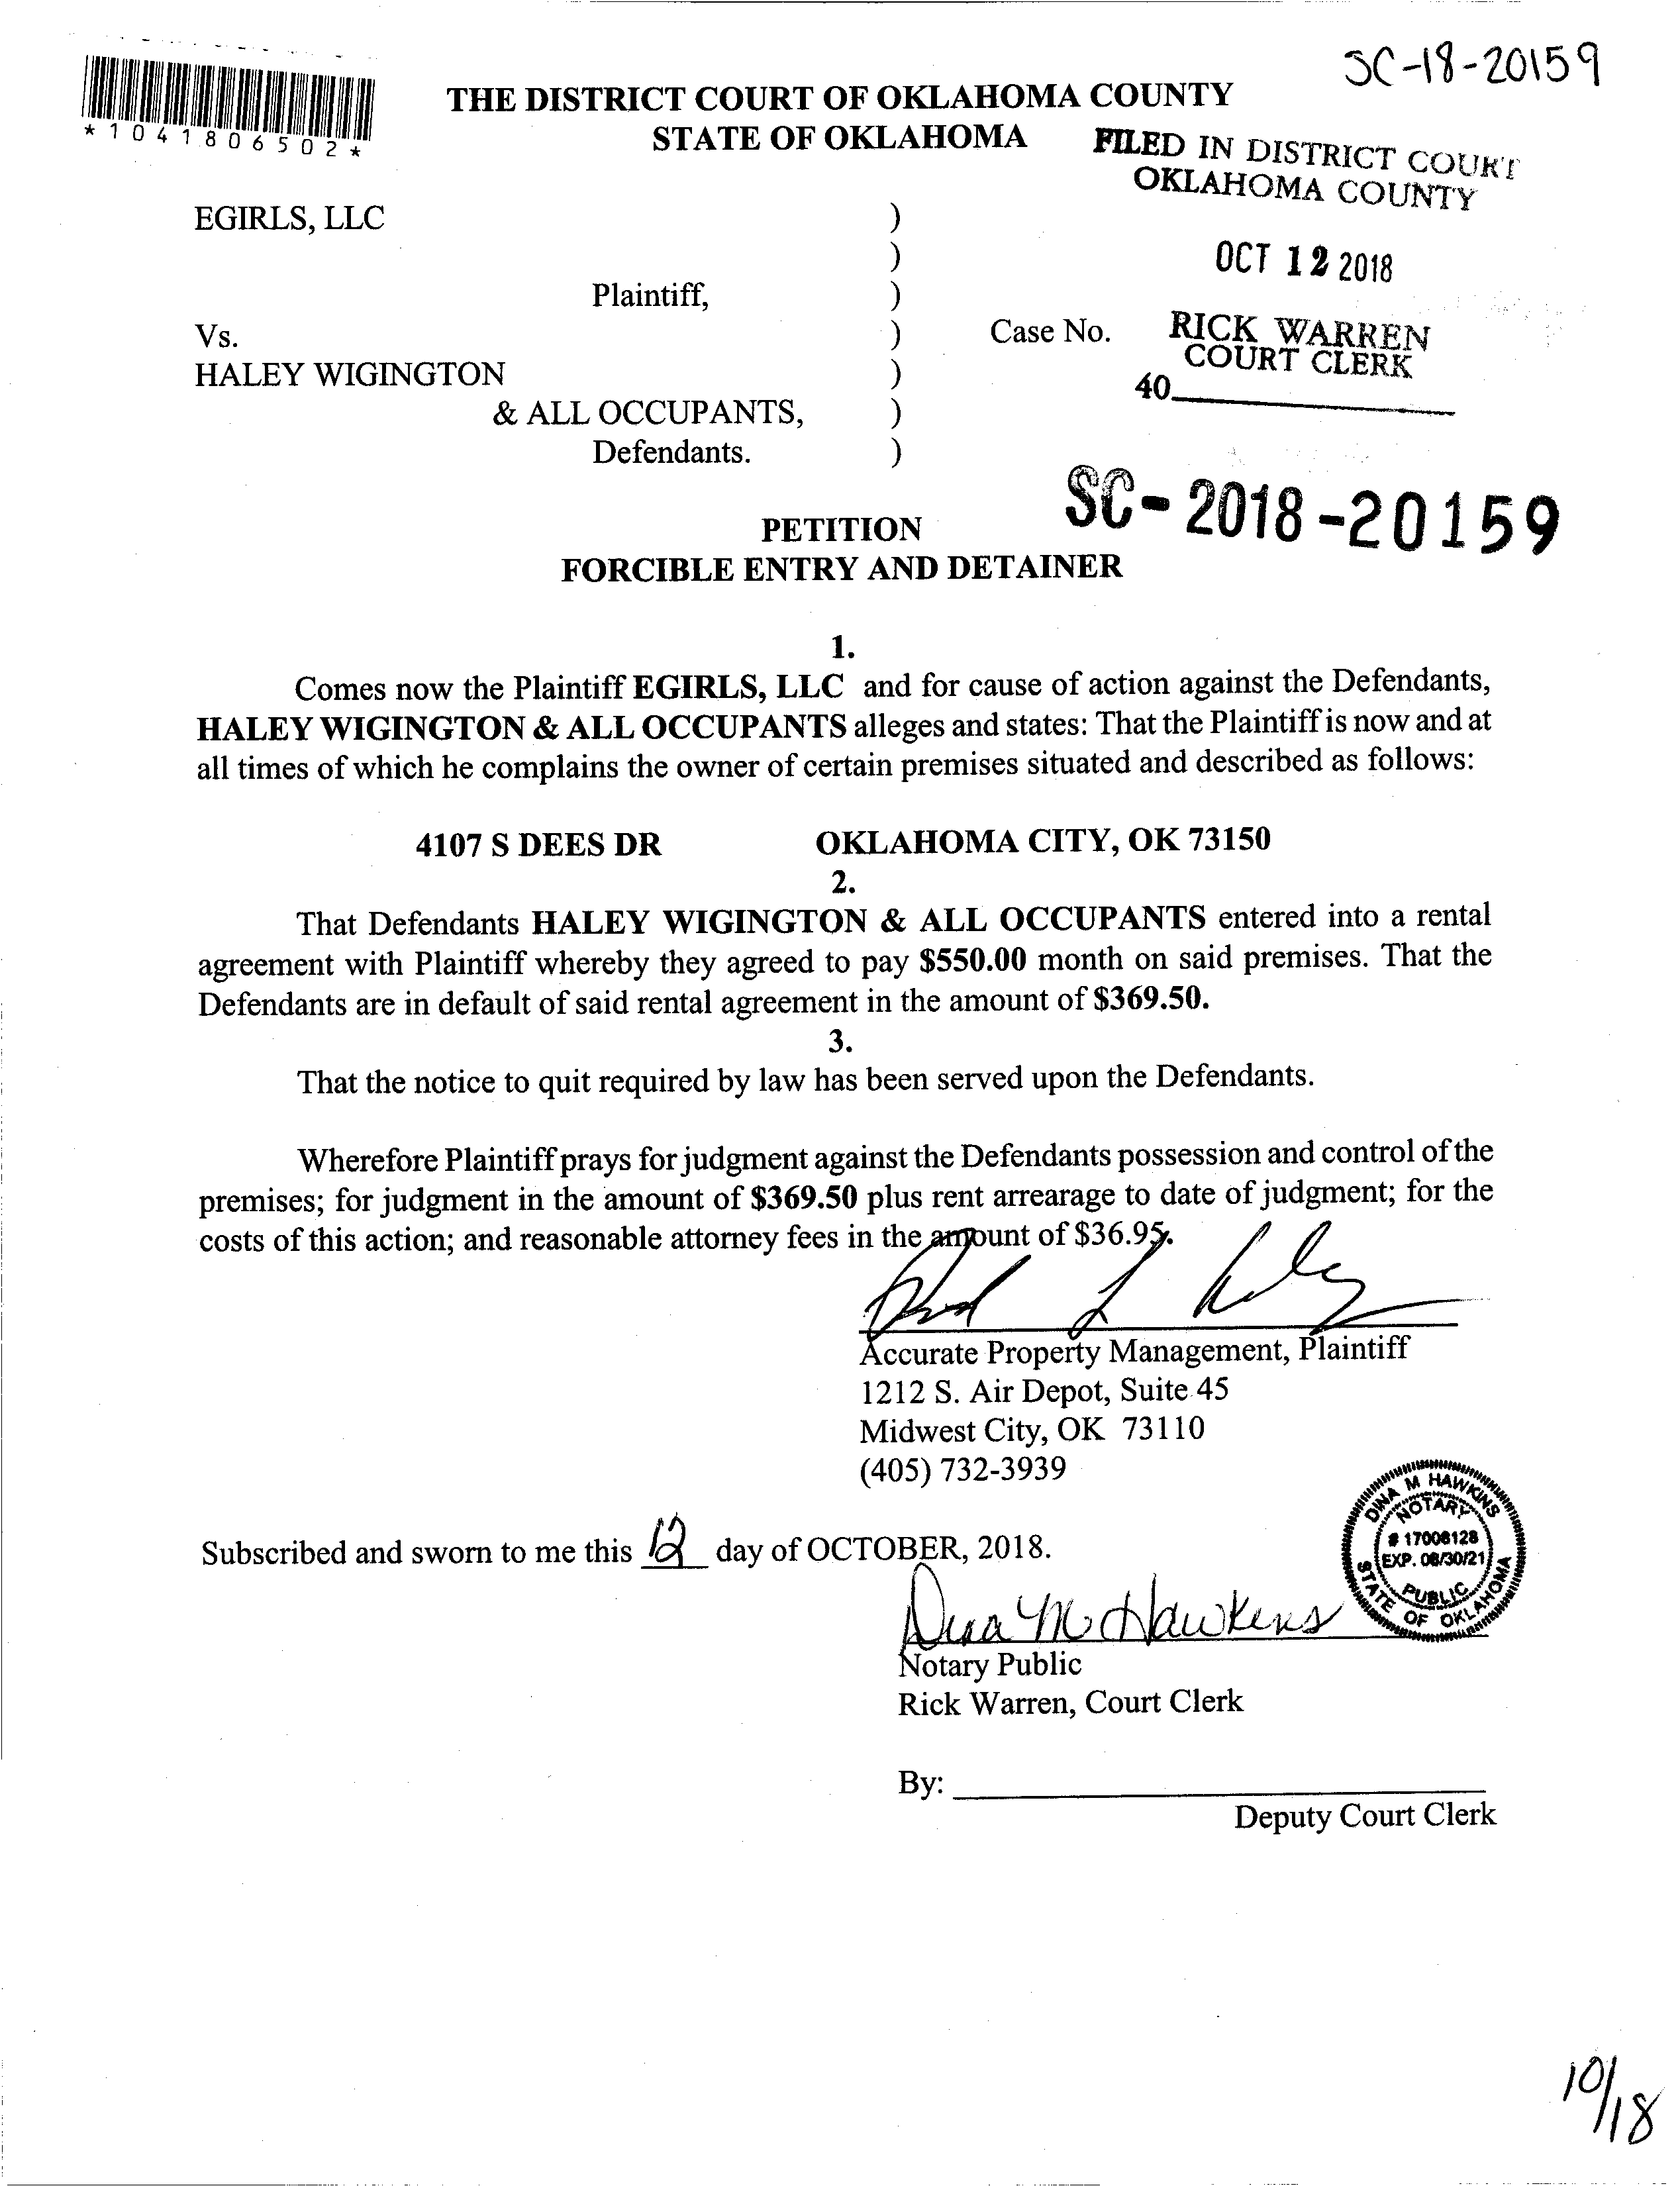 SC-18-20159
*1041806502*
THE DISTRICT COURT OF OKLAHOMA COUNTY
STATE OF OKLAHOMA
FILED IN DISTRICT COURT
OKLAHOMA COUNTY
EGIRLS, LLC )
)
OCT 12 2018
Plaintiff, )
Vs. ) Case No.
RICK WARREN
COURT CLERK
HALEY WIGINGTON )
40
& ALL OCCUPANTS, )
Defendants. )
SC-2018-20159
PETITION
FORCIBLE ENTRY AND DETAINER
1.
Comes now the Plaintiff EGIRLS, LLC and for cause of action against the Defendants,
HALEY WIGINGTON & ALL OCCUPANTS alleges and states: That the Plaintiff is now and at
all times of which he complains the owner of certain premises situated and described as follows:
4107 S DEES DR OKLAHOMA CITY, OK 73150
2.
That Defendants HALEY WIGINGTON & ALL OCCUPANTS entered into a rental
agreement with Plaintiff whereby they agreed to pay $550.00 month on said premises. That the
Defendants are in default of said rental agreement in the amount of $369.50.
3.
That the notice to quit required by law has been served upon the Defendants.
Wherefore Plaintiff prays for judgment against the Defendants possession and control of the
premises; for judgment in the amount of $369.50 plus rent arrearage to date of judgment; for the
costs of this action; and reasonable attorney fees in the amount of $36.95.
Accurate Property Management, Plaintiff
1212 S. Air Depot, Suite 45
Midwest City, OK 73110
(405) 732-3939
DINA M HAWKINS
NOTARY
# 17008128
EXP. 08/30/21
PUBLIC
STATE OF OKLAHOMA
Subscribed and sworn to me this 12 day of OCTOBER, 2018.
Dina M Hawkins
Notary Public
Rick Warren, Court Clerk
By:
Deputy Court Clerk
10/18